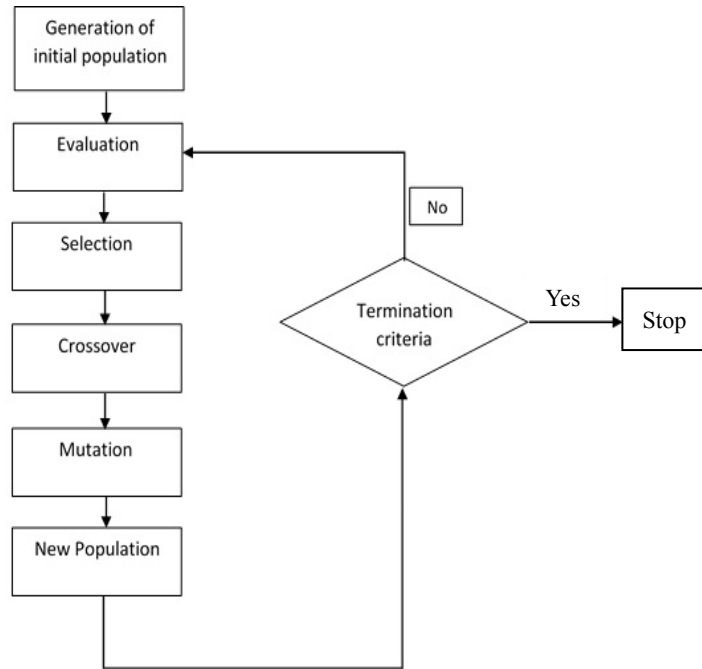 Generation of
initial population
Evaluation
Selection
Crossover
Mutation
New Population
No
Termination
criteria
Yes
Stop